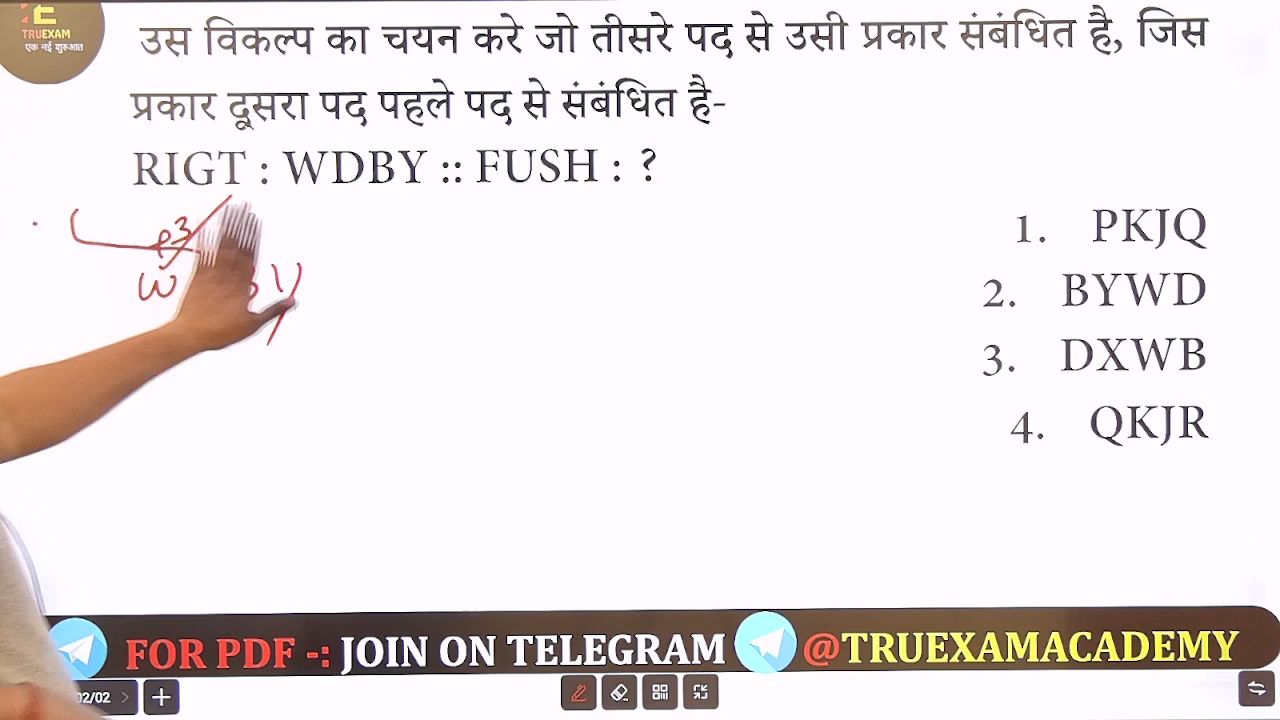 TRUEXAM
एक नई शुरुआत
उस विकल्प का चयन करे जो तीसरे पद से उसी प्रकार संबंधित है, जिस
प्रकार दूसरा पद पहले पद से संबंधित है-
RIGT : WDBY :: FUSH : ?
1. PKJQ
2. BYWD
3. DXWB
4. QKJR
W
FOR PDF -: JOIN ON TELEGRAM @TRUEXAMACADEMY
02/02